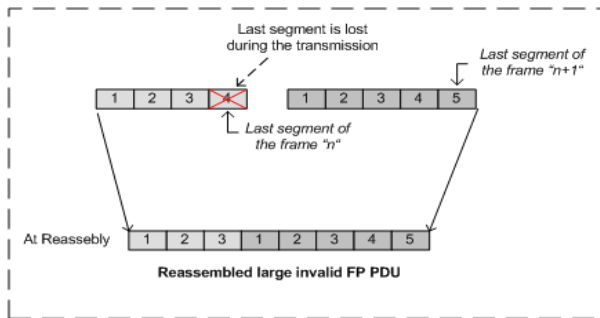 Last segment is lost
during the transmission
Last segment of
the frame "n+1"
1 2 3 4 1 2 3 4 5
Last segment of
the frame "n"
At Reassebly 1 2 3 1 2 3 4 5
Reassembled large invalid FP PDU